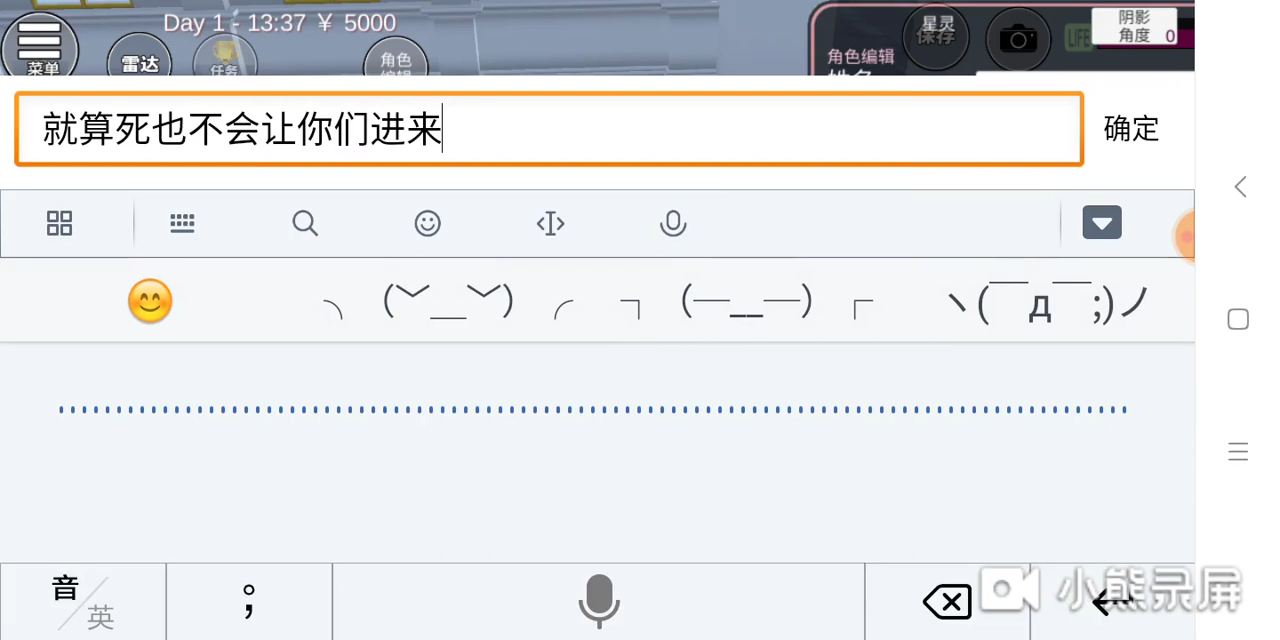 Day 1 - 13:37 ¥ 5000
菜单
雷达
任务
角色
编辑
角色编辑
星灵
保存
LIFE
阴影
角度 0
就算死也不会让你们进来
确定
╮(﹀_﹀)╭
┐(—__—)┌
ヽ(￣д￣;)ノ
音
英
小熊录屏